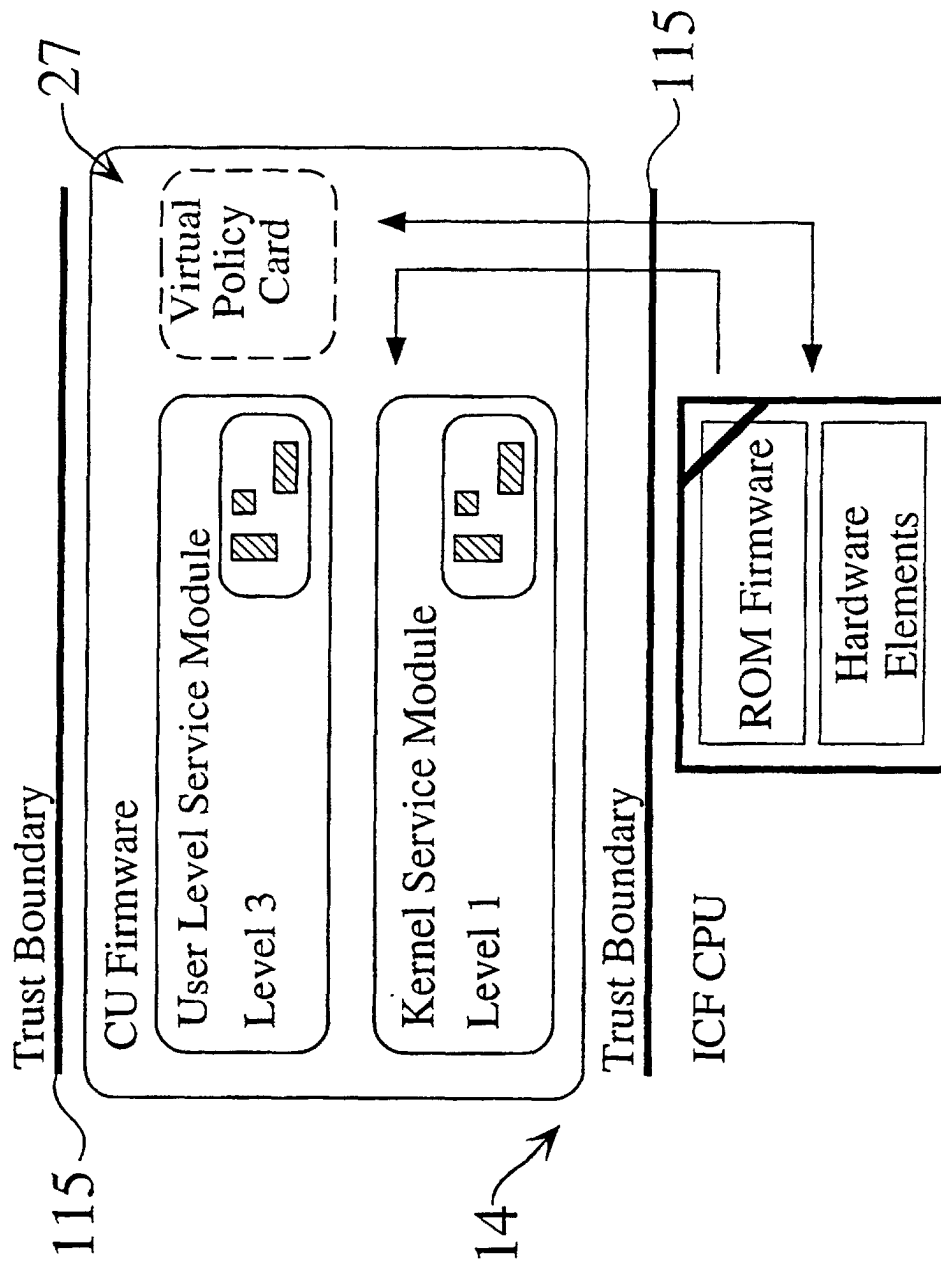 27
115
Trust Boundary
CU Firmware
User Level Service Module
Level 3
Virtual
Policy
Card
Kernel Service Module
Level 1
14
Trust Boundary
115
ICF CPU
ROM Firmware
Hardware
Elements